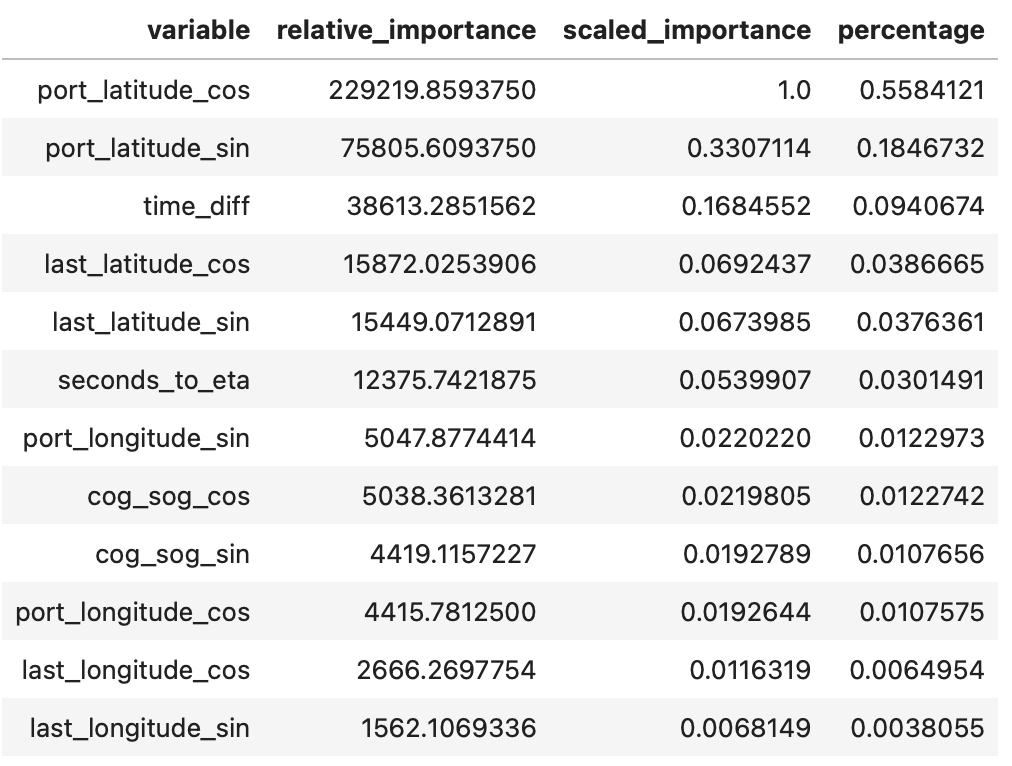 variable relative_importance scaled_importance percentage
port_latitude_cos 229219.8593750 1.0 0.5584121
port_latitude_sin 75805.6093750 0.3307114 0.1846732
time_diff 38613.2851562 0.1684552 0.0940674
last_latitude_cos 15872.0253906 0.0692437 0.0386665
last_latitude_sin 15449.0712891 0.0673985 0.0376361
seconds_to_eta 12375.7421875 0.0539907 0.0301491
port_longitude_sin 5047.8774414 0.0220220 0.0122973
cog_sog_cos 5038.3613281 0.0219805 0.0122742
cog_sog_sin 4419.1157227 0.0192789 0.0107656
port_longitude_cos 4415.7812500 0.0192644 0.0107575
last_longitude_cos 2666.2697754 0.0116319 0.0064954
last_longitude_sin 1562.1069336 0.0068149 0.0038055